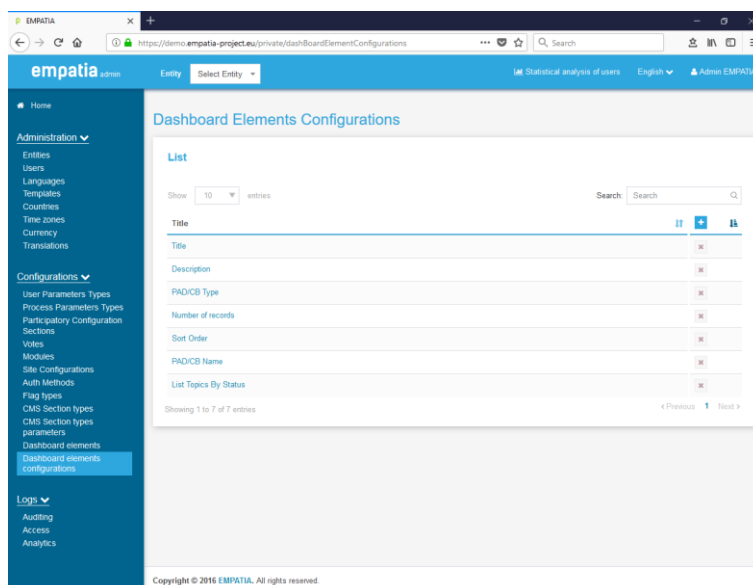 EMPATIA
https://demo.empatia-project.eu/private/dashBoardElementConfigurations
Search
empatia admin
Entity
Select Entity
Statistical analysis of users
English
Admin EMPATIA
Home
Administration
Entities
Users
Languages
Templates
Countries
Time zones
Currency
Translations
Configurations
User Parameters Types
Process Parameters Types
Participatory Configuration
Sections
Votes
Modules
Site Configurations
Auth Methods
Flag types
CMS Section types
CMS Section types
parameters
Dashboard elements
Dashboard elements
configurations
Logs
Auditing
Access
Analytics
Dashboard Elements Configurations
List
Show 10 entries
Search: Search
Title
Title
Description
PAD/CB Type
Number of records
Sort Order
PAD/CB Name
List Topics By Status
Showing 1 to 7 of 7 entries
Previous 1 Next
Copyright © 2016 EMPATIA. All rights reserved.